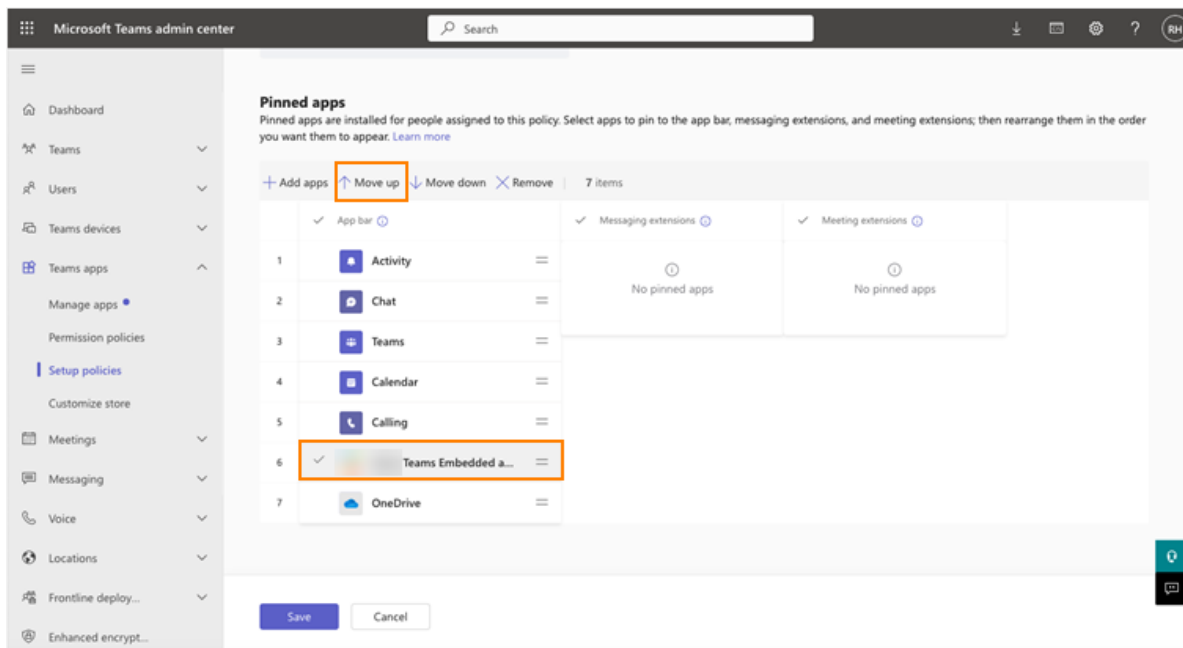 Microsoft Teams admin center
Search
RH
Dashboard
Teams
Users
Teams devices
Teams apps
Manage apps
Permission policies
Setup policies
Customize store
Meetings
Messaging
Voice
Locations
Frontline deploy...
Enhanced encrypt...
Pinned apps
Pinned apps are installed for people assigned to this policy. Select apps to pin to the app bar, messaging extensions, and meeting extensions; then rearrange them in the order
you want them to appear. Learn more
Add apps Move up Move down Remove 7 items
App bar Messaging extensions Meeting extensions
1 Activity
2 Chat
3 Teams
4 Calendar
5 Calling
6 Teams Embedded a...
7 OneDrive
No pinned apps
No pinned apps
Save Cancel